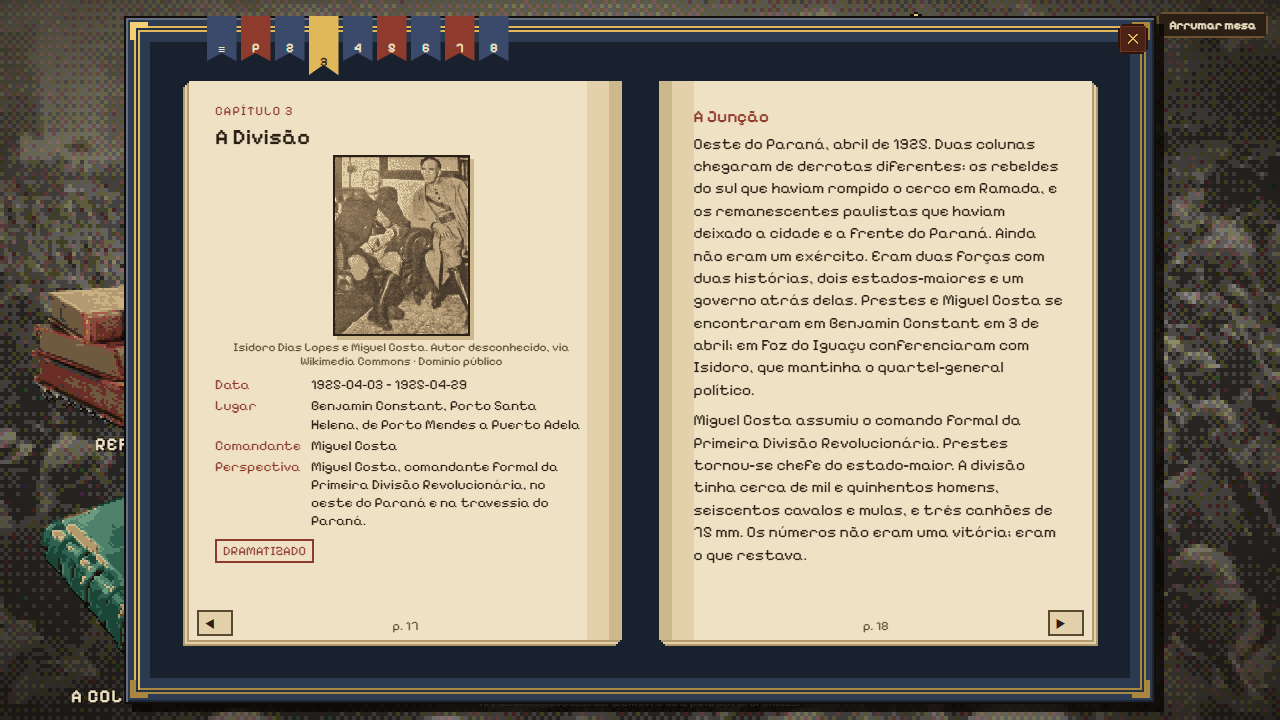 Arrumar mesa
≡ P 2 3 4 5 6 7 8
CAPÍTULO 3
A Divisão
Isidoro Dias Lopes e Miguel Costa. Autor desconhecido, via
Wikimedia Commons · Domínio público
Data 1925-04-03 - 1925-04-29
Lugar Benjamin Constant, Porto Santa
Helena, de Porto Mendes a Puerto Adela
Comandante Miguel Costa
Perspectiva Miguel Costa, comandante formal da
Primeira Divisão Revolucionária, no
oeste do Paraná e na travessia do
Paraná.
DRAMATIZADO
p. 17
A Junção
Oeste do Paraná, abril de 1925. Duas colunas
chegaram de derrotas diferentes: os rebeldes
do sul que haviam rompido o cerco em Ramada, e
os remanescentes paulistas que haviam
deixado a cidade e a frente do Paraná. Ainda
não eram um exército. Eram duas forças com
duas histórias, dois estados-maiores e um
governo atrás delas. Prestes e Miguel Costa se
encontraram em Benjamin Constant em 3 de
abril; em Foz do Iguaçu conferenciaram com
Isidoro, que mantinha o quartel-general
político.
Miguel Costa assumiu o comando formal da
Primeira Divisão Revolucionária. Prestes
tornou-se chefe do estado-maior. A divisão
tinha cerca de mil e quinhentos homens,
seiscentos cavalos e mulas, e três canhões de
75 mm. Os números não eram uma vitória; eram
o que restava.
p. 18
A COL